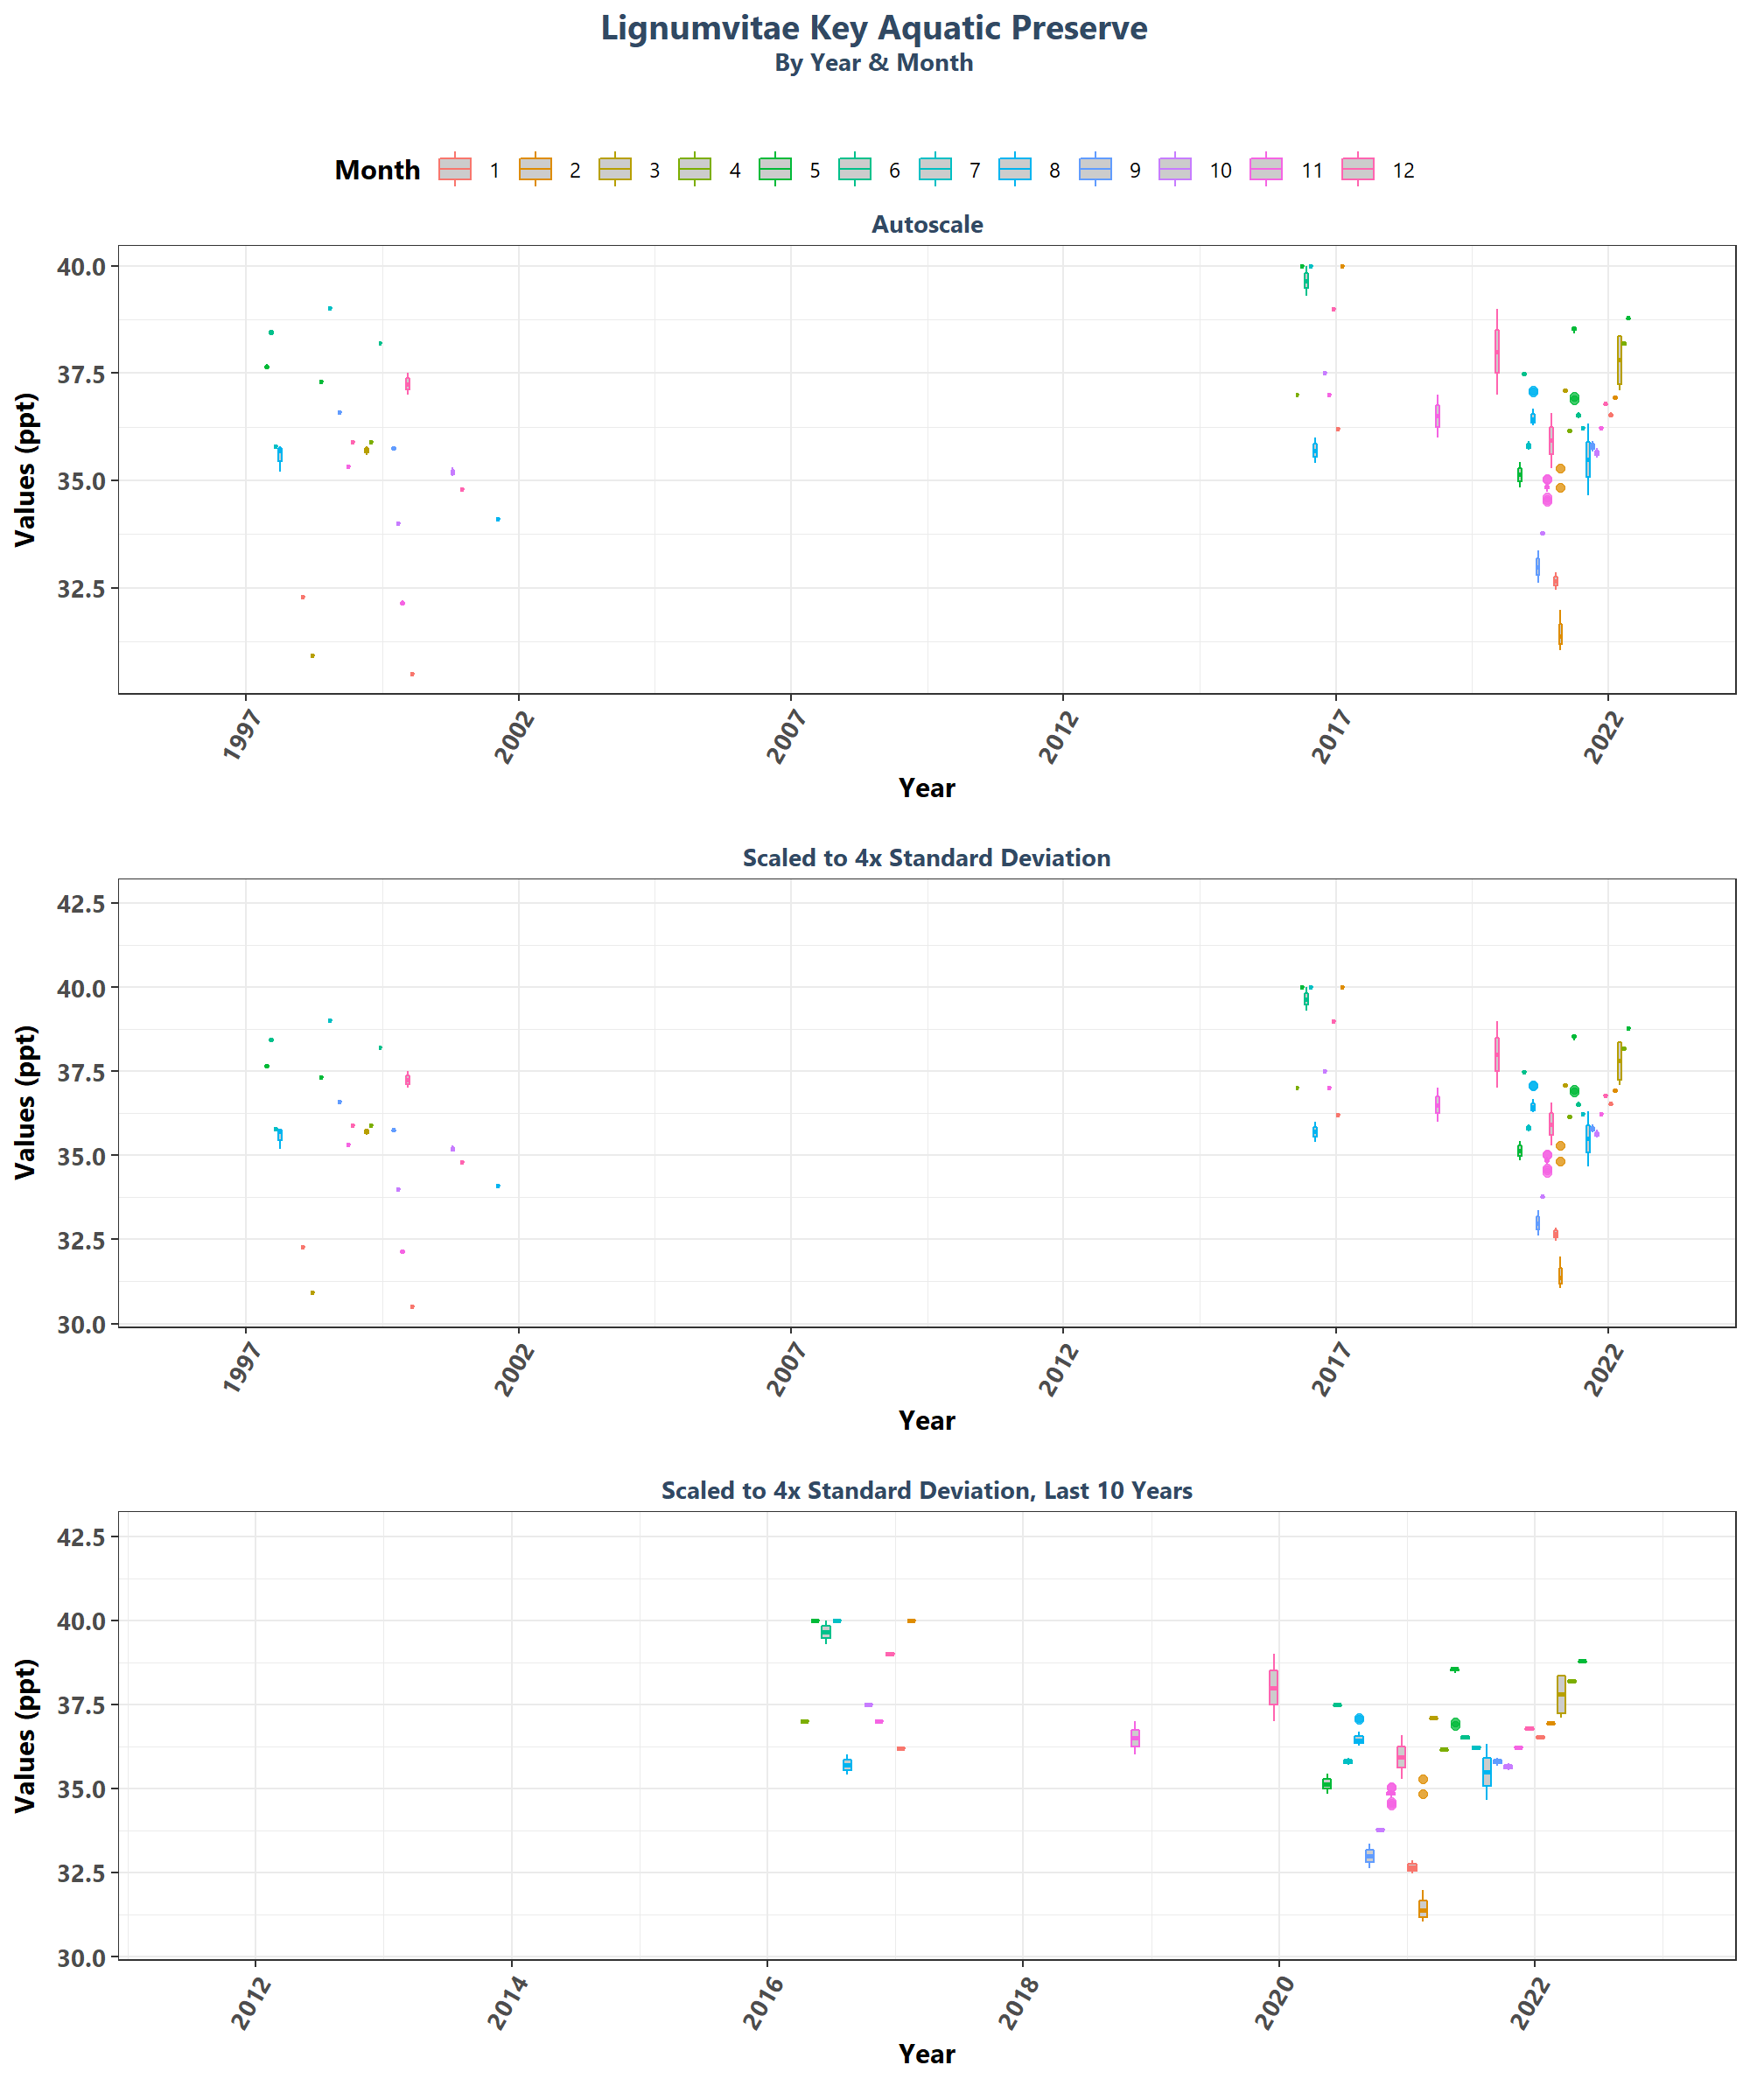 Lignumvitae Key Aquatic Preserve
By Year & Month
Month 1 2 3 4 5 6 7 8 9 10 11 12
Autoscale
40.0
37.5
35.0
32.5
Values (ppt)
1997 2002 2007 2012 2017 2022
Year
Scaled to 4x Standard Deviation
42.5
40.0
37.5
35.0
32.5
30.0
Values (ppt)
1997 2002 2007 2012 2017 2022
Year
Scaled to 4x Standard Deviation, Last 10 Years
42.5
40.0
37.5
35.0
32.5
30.0
Values (ppt)
2012 2014 2016 2018 2020 2022
Year